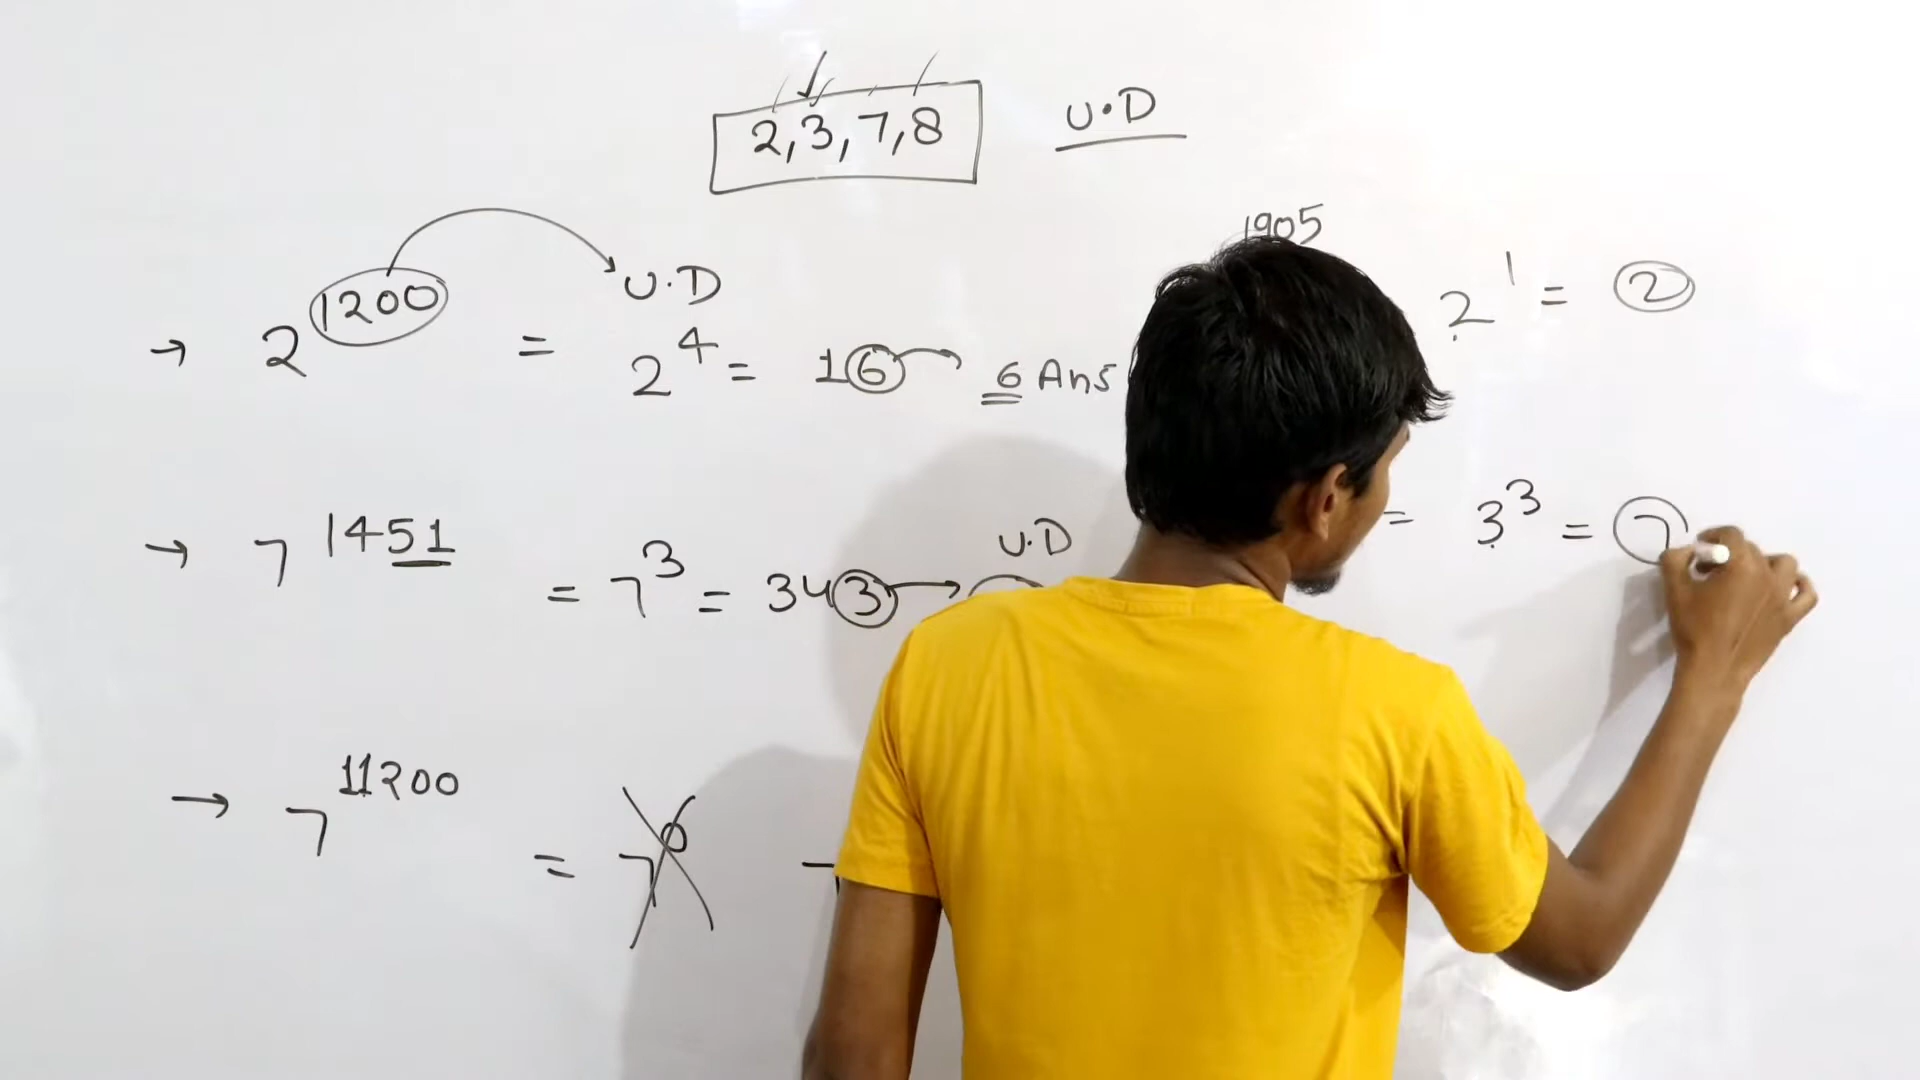 2,3,7,8 U.D
1905
U.D
2^1200 = 2^4 = 16 → 6 Ans
2^1 = 2
→ 7^1451 = 7^3 = 343 → U.D
= 3^3 = 7
→ 7^11200 = 7^0